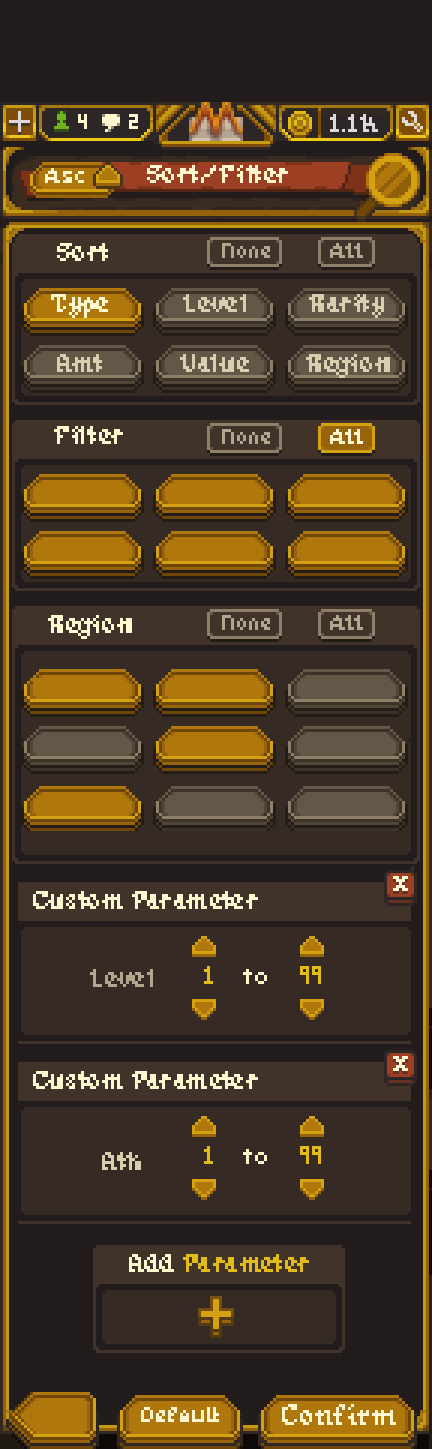 4 2 1.1k
Asc Sort/Filter
Sort None All
Type Level Rarity
Amt Value Region
Filter None All
Region None All
X
Custom Parameter
Level 1 to 99
X
Custom Parameter
Atk 1 to 99
Add Parameter
Default Confirm